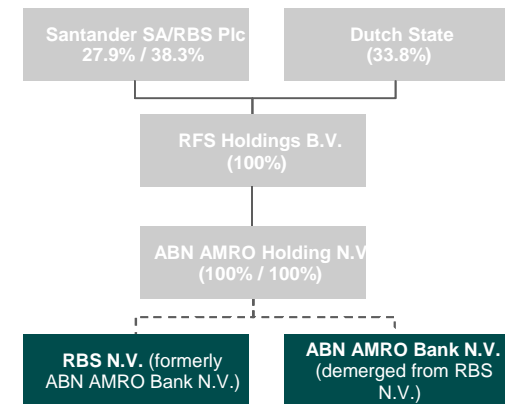 Santander SA/RBS Plc
27.9% / 38.3%
Dutch State
(33.8%)
RFS Holdings B.V.
(100%)
ABN AMRO Holding N.V
(100% / 100%)
RBS N.V. (formerly
ABN AMRO Bank N.V.)
ABN AMRO Bank N.V.
(demerged from RBS
N.V.)